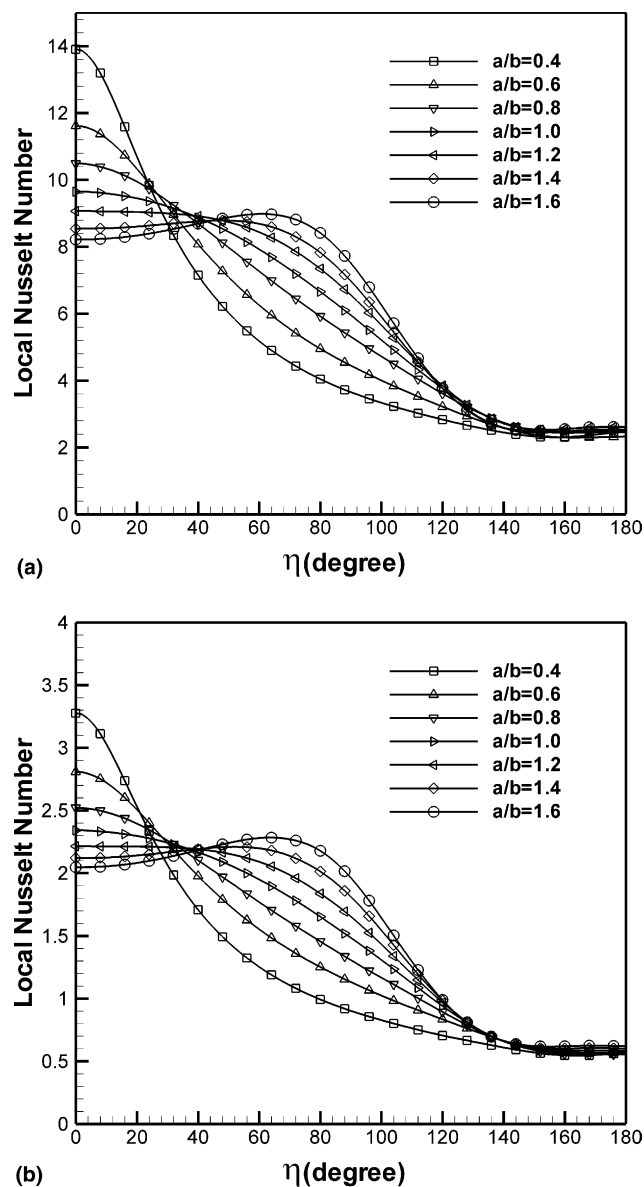 14
12
10
8
6
4
2
0
Local Nusselt Number
a/b=0.4
a/b=0.6
a/b=0.8
a/b=1.0
a/b=1.2
a/b=1.4
a/b=1.6
0 20 40 60 80 100 120 140 160 180
η(degree)
(a)
4
3.5
3
2.5
2
1.5
1
0.5
0
Local Nusselt Number
a/b=0.4
a/b=0.6
a/b=0.8
a/b=1.0
a/b=1.2
a/b=1.4
a/b=1.6
0 20 40 60 80 100 120 140 160 180
η(degree)
(b)